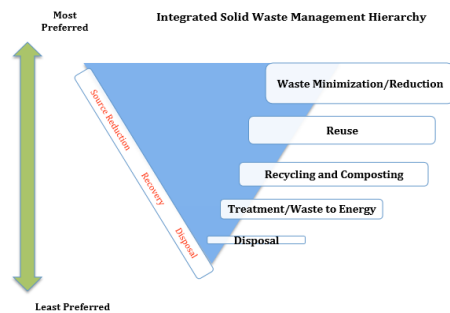 Most
Preferred
Integrated Solid Waste Management Hierarchy
Waste Minimization/Reduction
Reuse
Recycling and Composting
Treatment/Waste to Energy
Disposal
Source Reduction
Recovery
Disposal
Least Preferred